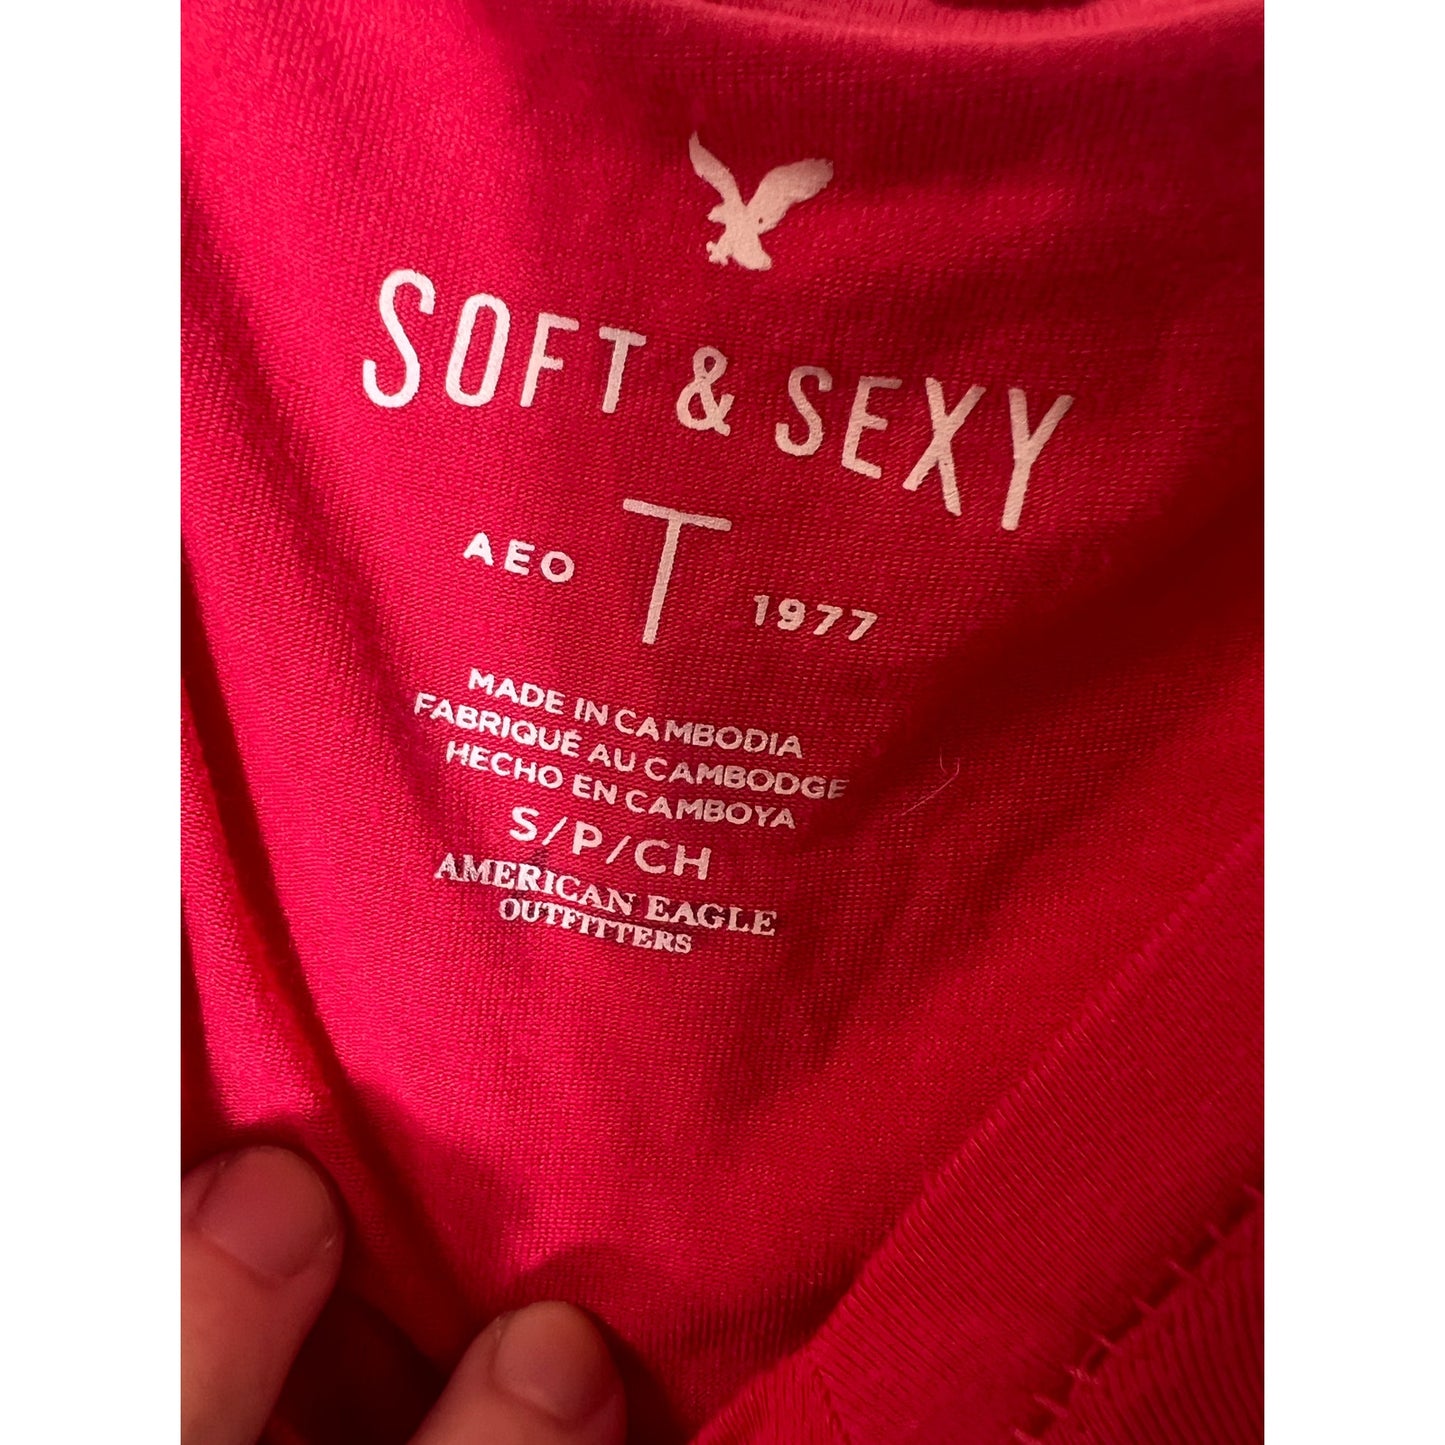 SOFT & SEXY
AEO T 1977
MADE IN CAMBODIA
FABRIQUÉ AU CAMBODGE
HECHO EN CAMBOYA
S/P/CH
AMERICAN EAGLE
OUTFITTERS